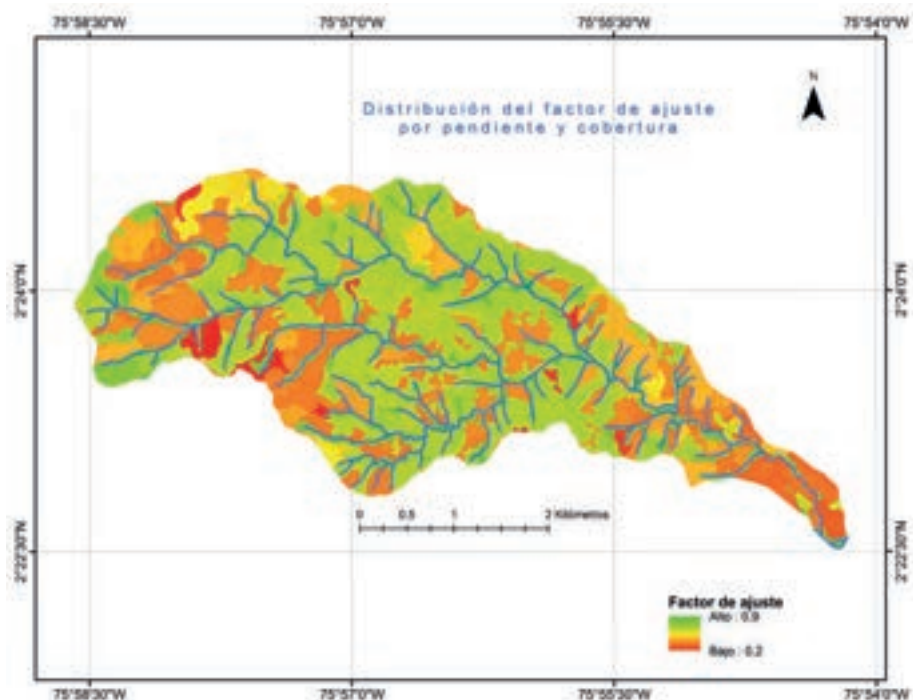 75°58'30"W 75°57'0"W 75°55'30"W 75°54'0"W
N
Distribución del factor de ajuste
por pendiente y cobertura
2°24'0"N 2°24'0"N
0 0.5 1 2 Kilómetros
2°22'30"N 2°22'30"N
Factor de ajuste
Alto : 0.9
Bajo : 0.2
75°58'30"W 75°57'0"W 75°55'30"W 75°54'0"W